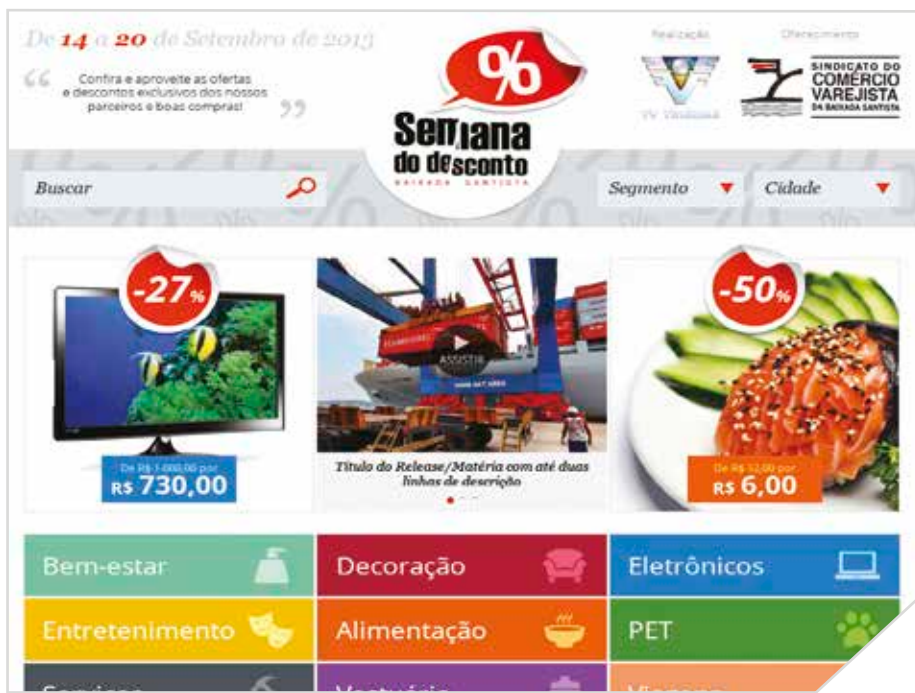 De 14 a 20 de Setembro de 2013
“ Confira e aproveite as ofertas
e descontos exclusivos dos nossos
parceiros e boas compras! ”
%
Semana
do desconto
BAIXADA SANTISTA
Realização
Oferecimento
SINDICATO DO
COMÉRCIO
VAREJISTA
DA BAIXADA SANTISTA
Buscar
Segmento
Cidade
-27%
De R$ 1.000,00 por
R$ 730,00
ASSISTIR
Título do Release/Matéria com até duas
linhas de descrição
-50%
De R$ 12,00 por
R$ 6,00
Bem-estar
Decoração
Eletrônicos
Entretenimento
Alimentação
PET
Serviços
Vestuário